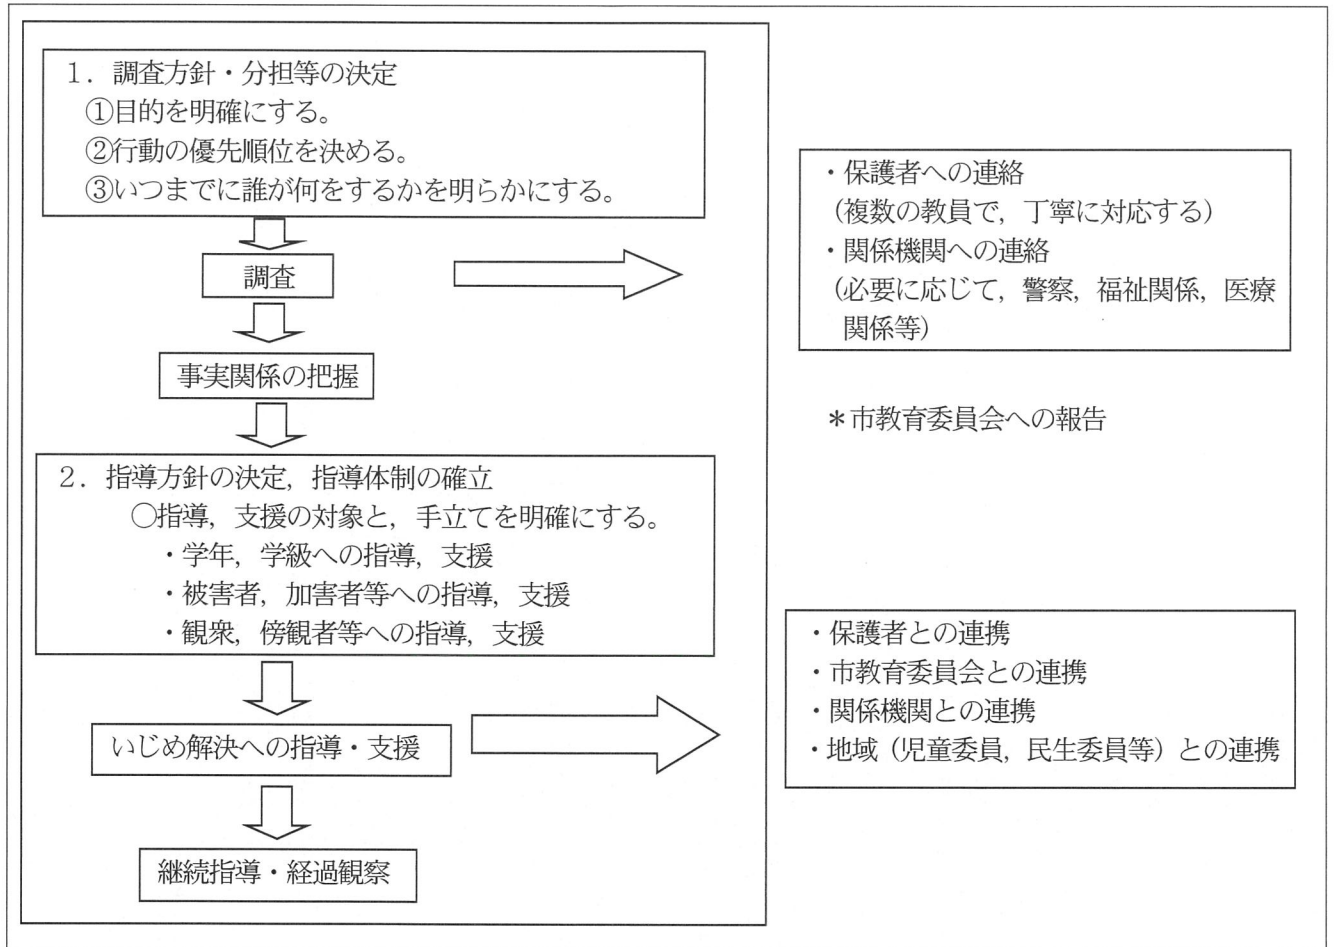 １．調査方針・分担等の決定
①目的を明確にする。
②行動の優先順位を決める。
③いつまでに誰が何をするかを明らかにする。
調査
事実関係の把握
・保護者への連絡
（複数の教員で，丁寧に対応する）
・関係機関への連絡
（必要に応じて，警察，福祉関係，医療
関係等）
＊市教育委員会への報告
２．指導方針の決定，指導体制の確立
○指導，支援の対象と，手立てを明確にする。
・学年，学級への指導，支援
・被害者，加害者等への指導，支援
・観衆，傍観者等への指導，支援
いじめ解決への指導・支援
継続指導・経過観察
・保護者との連携
・市教育委員会との連携
・関係機関との連携
・地域（児童委員，民生委員等）との連携